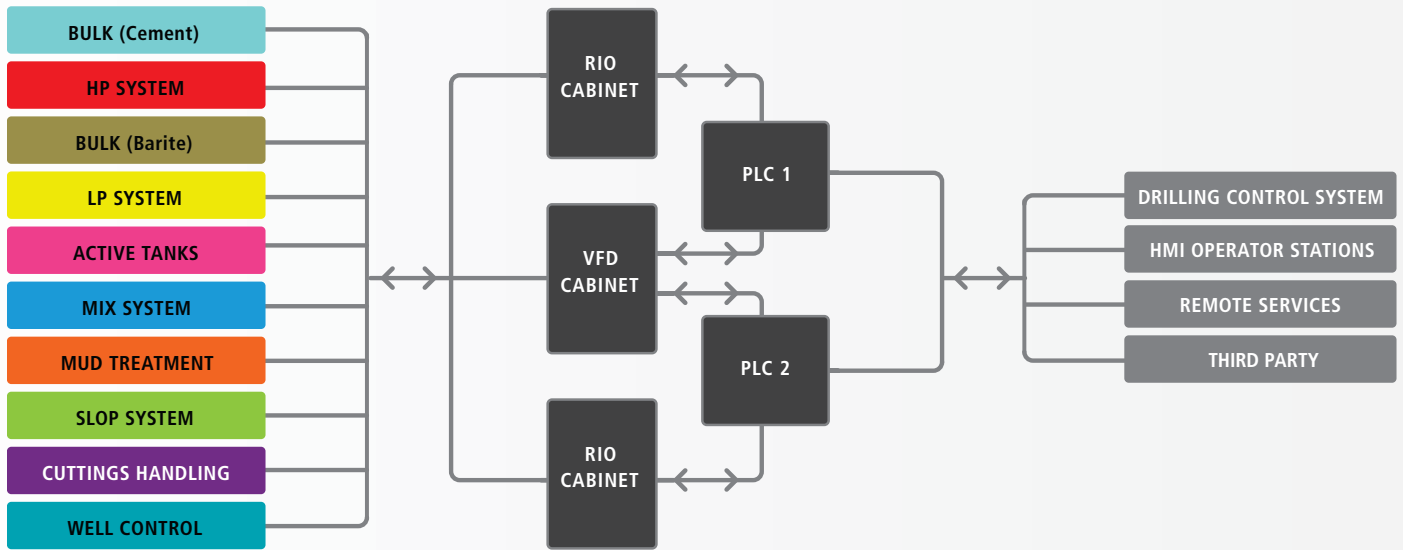 BULK (Cement)
HP SYSTEM
BULK (Barite)
LP SYSTEM
ACTIVE TANKS
MIX SYSTEM
MUD TREATMENT
SLOP SYSTEM
CUTTINGS HANDLING
WELL CONTROL
RIO
CABINET
VFD
CABINET
RIO
CABINET
PLC 1
PLC 2
DRILLING CONTROL SYSTEM
HMI OPERATOR STATIONS
REMOTE SERVICES
THIRD PARTY